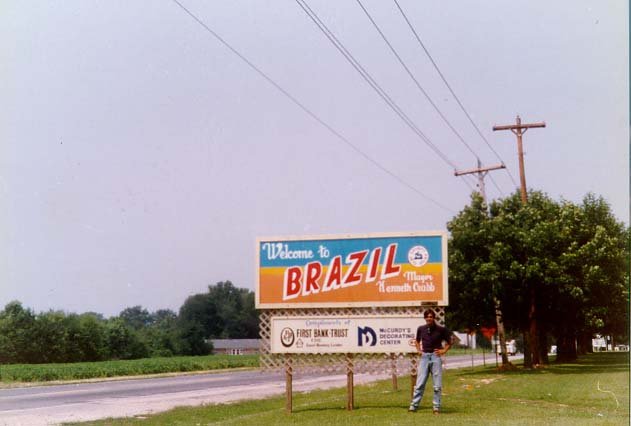 Welcome to
BRAZIL
Mayor
Kenneth Crabb
Compliments of
FIRST BANK & TRUST
McCURDY'S
DECORATING
CENTER